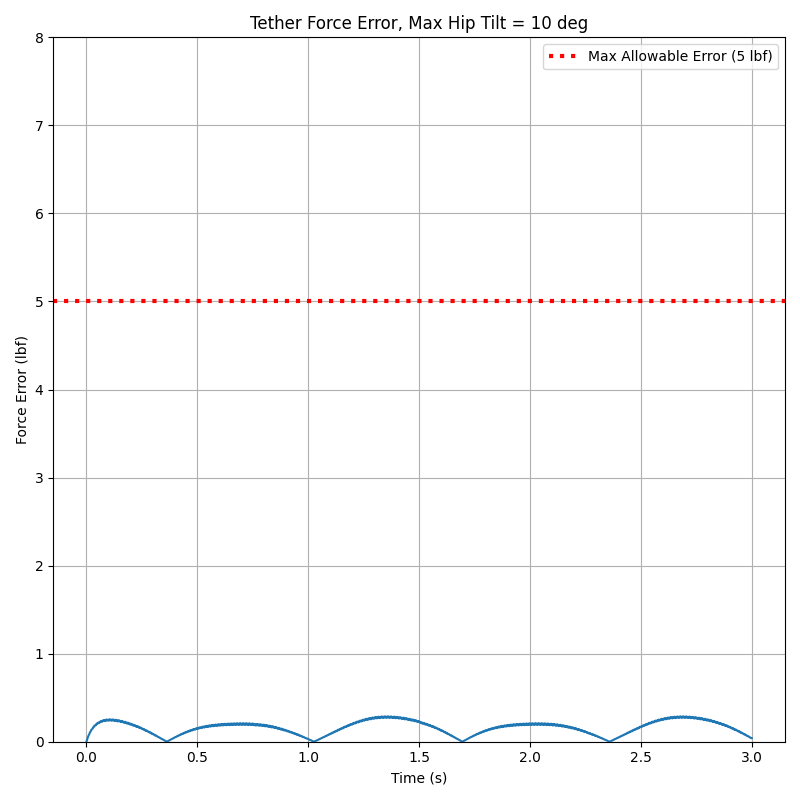 Tether Force Error, Max Hip Tilt = 10 deg
Max Allowable Error (5 lbf)
8
7
6
5
4
3
2
1
0
Force Error (lbf)
0.0 0.5 1.0 1.5 2.0 2.5 3.0
Time (s)